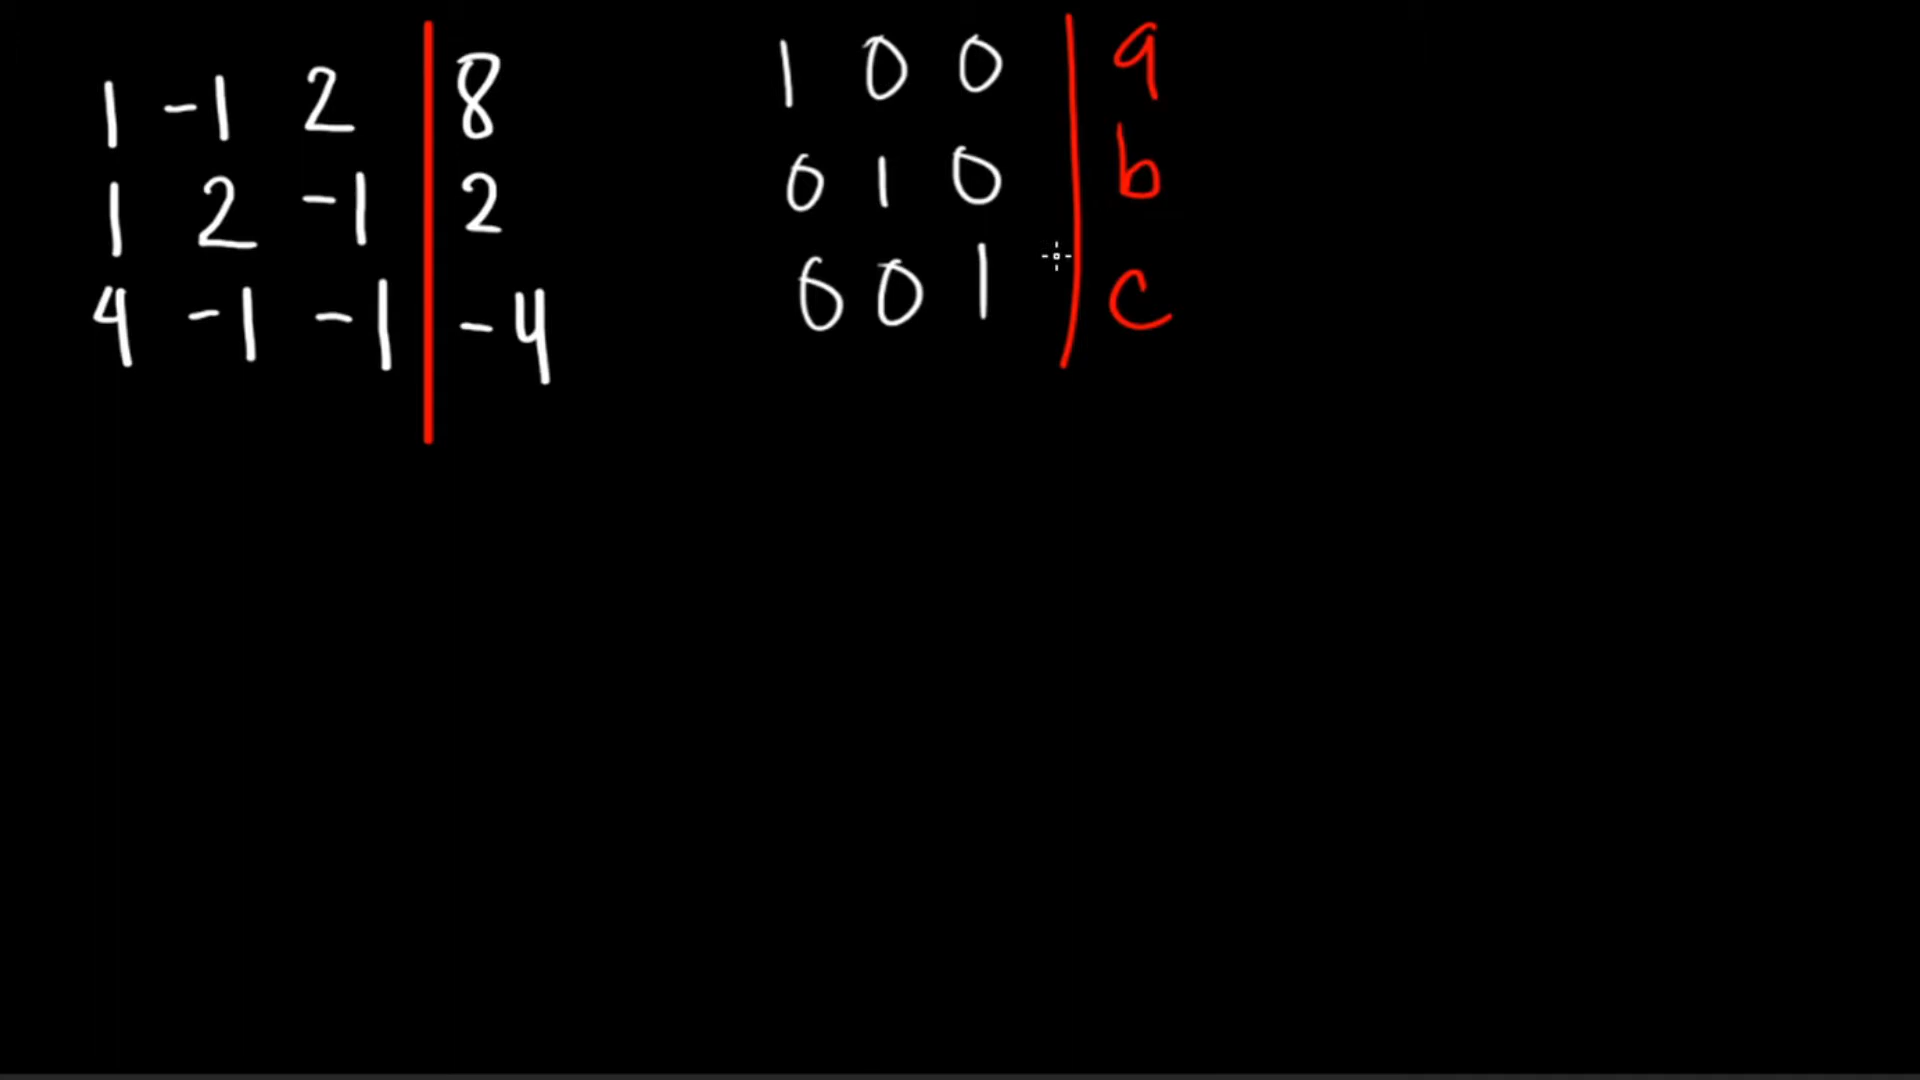 1 -1 2 | 8
1 2 -1 | 2
4 -1 -1 | -4
1 0 0 | a
0 1 0 | b
0 0 1 | c